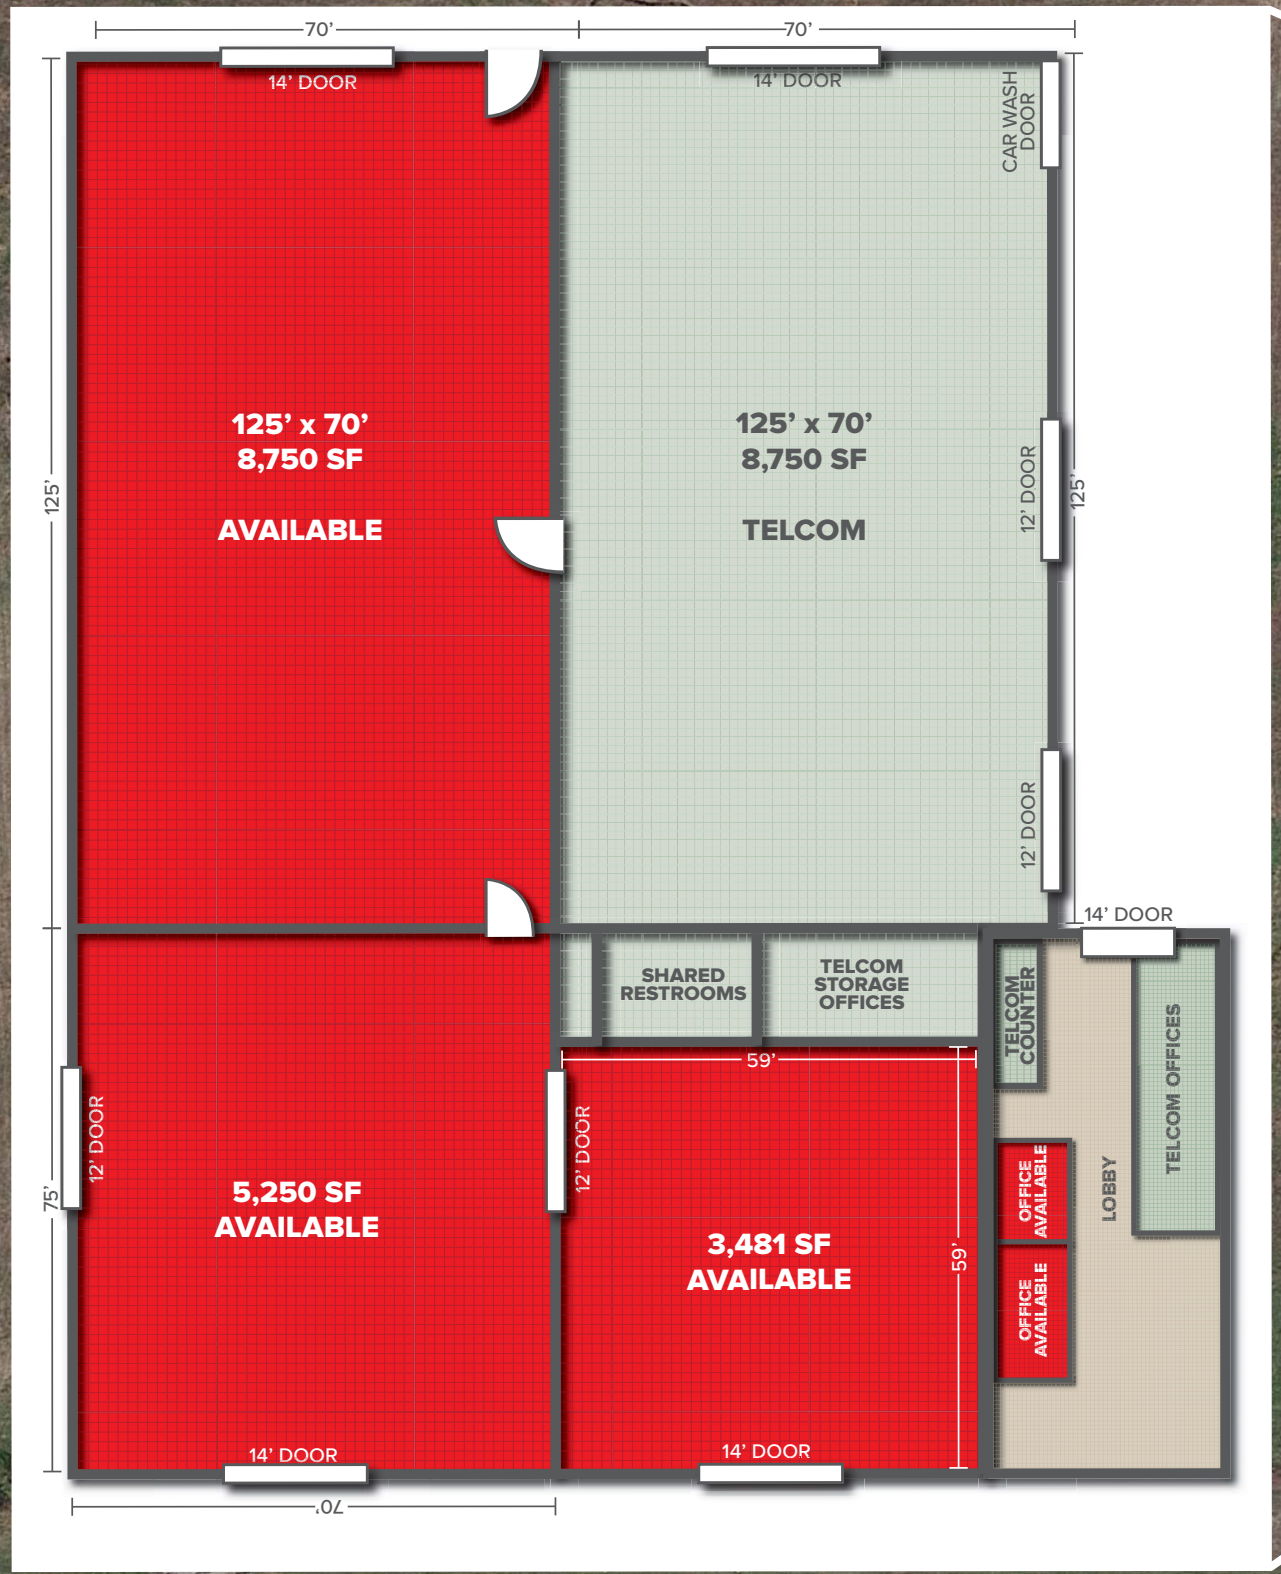 70’
70’
14’ DOOR
14’ DOOR
CAR WASH
DOOR
125’ x 70’
8,750 SF
AVAILABLE
125’ x 70’
8,750 SF
TELCOM
125’
12’ DOOR
125’
12’ DOOR
14’ DOOR
SHARED
RESTROOMS
TELCOM
STORAGE
OFFICES
TELCOM
COUNTER
TELCOM OFFICES
59’
12’ DOOR
12’ DOOR
75’
5,250 SF
AVAILABLE
3,481 SF
AVAILABLE
59’
OFFICE
AVAILABLE
LOBBY
OFFICE
AVAILABLE
14’ DOOR
14’ DOOR
70’